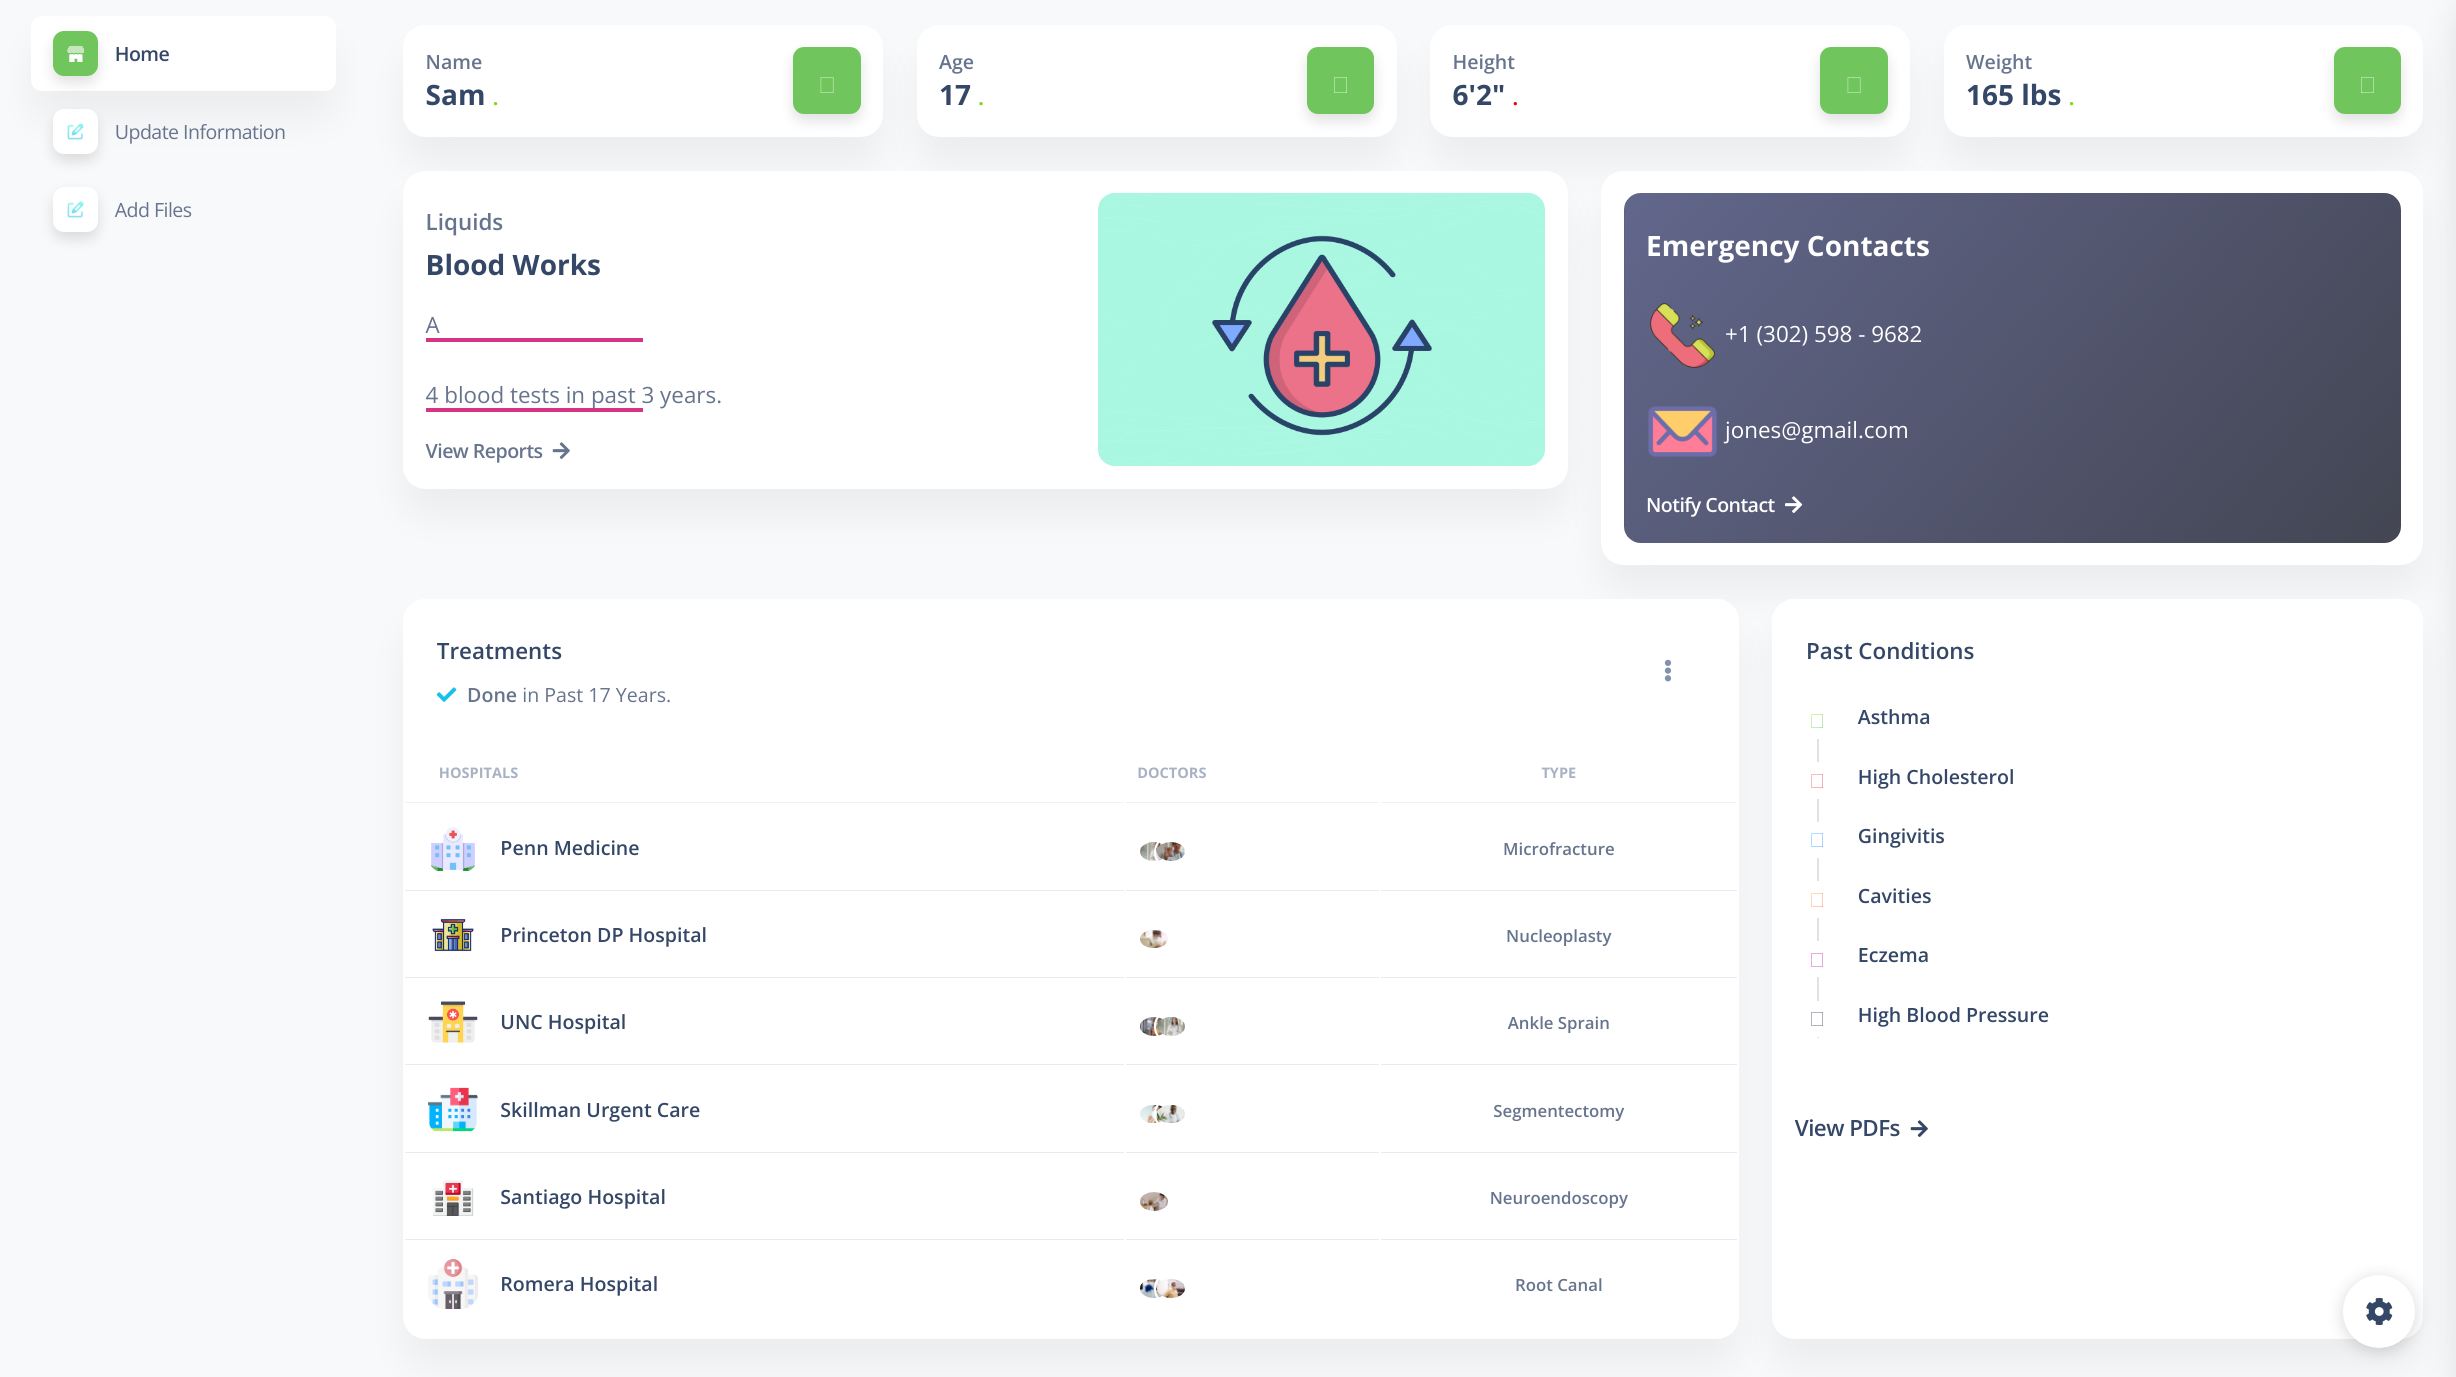 Home
Update Information
Add Files
Name
Sam .
Age
17 .
Height
6'2" .
Weight
165 lbs .
Liquids
Blood Works
A
4 blood tests in past 3 years.
View Reports
Emergency Contacts
+1 (302) 598 - 9682
jones@gmail.com
Notify Contact
Treatments
Done in Past 17 Years.
HOSPITALS DOCTORS TYPE
Penn Medicine Microfracture
Princeton DP Hospital Nucleoplasty
UNC Hospital Ankle Sprain
Skillman Urgent Care Segmentectomy
Santiago Hospital Neuroendoscopy
Romera Hospital Root Canal
Past Conditions
Asthma
High Cholesterol
Gingivitis
Cavities
Eczema
High Blood Pressure
View PDFs